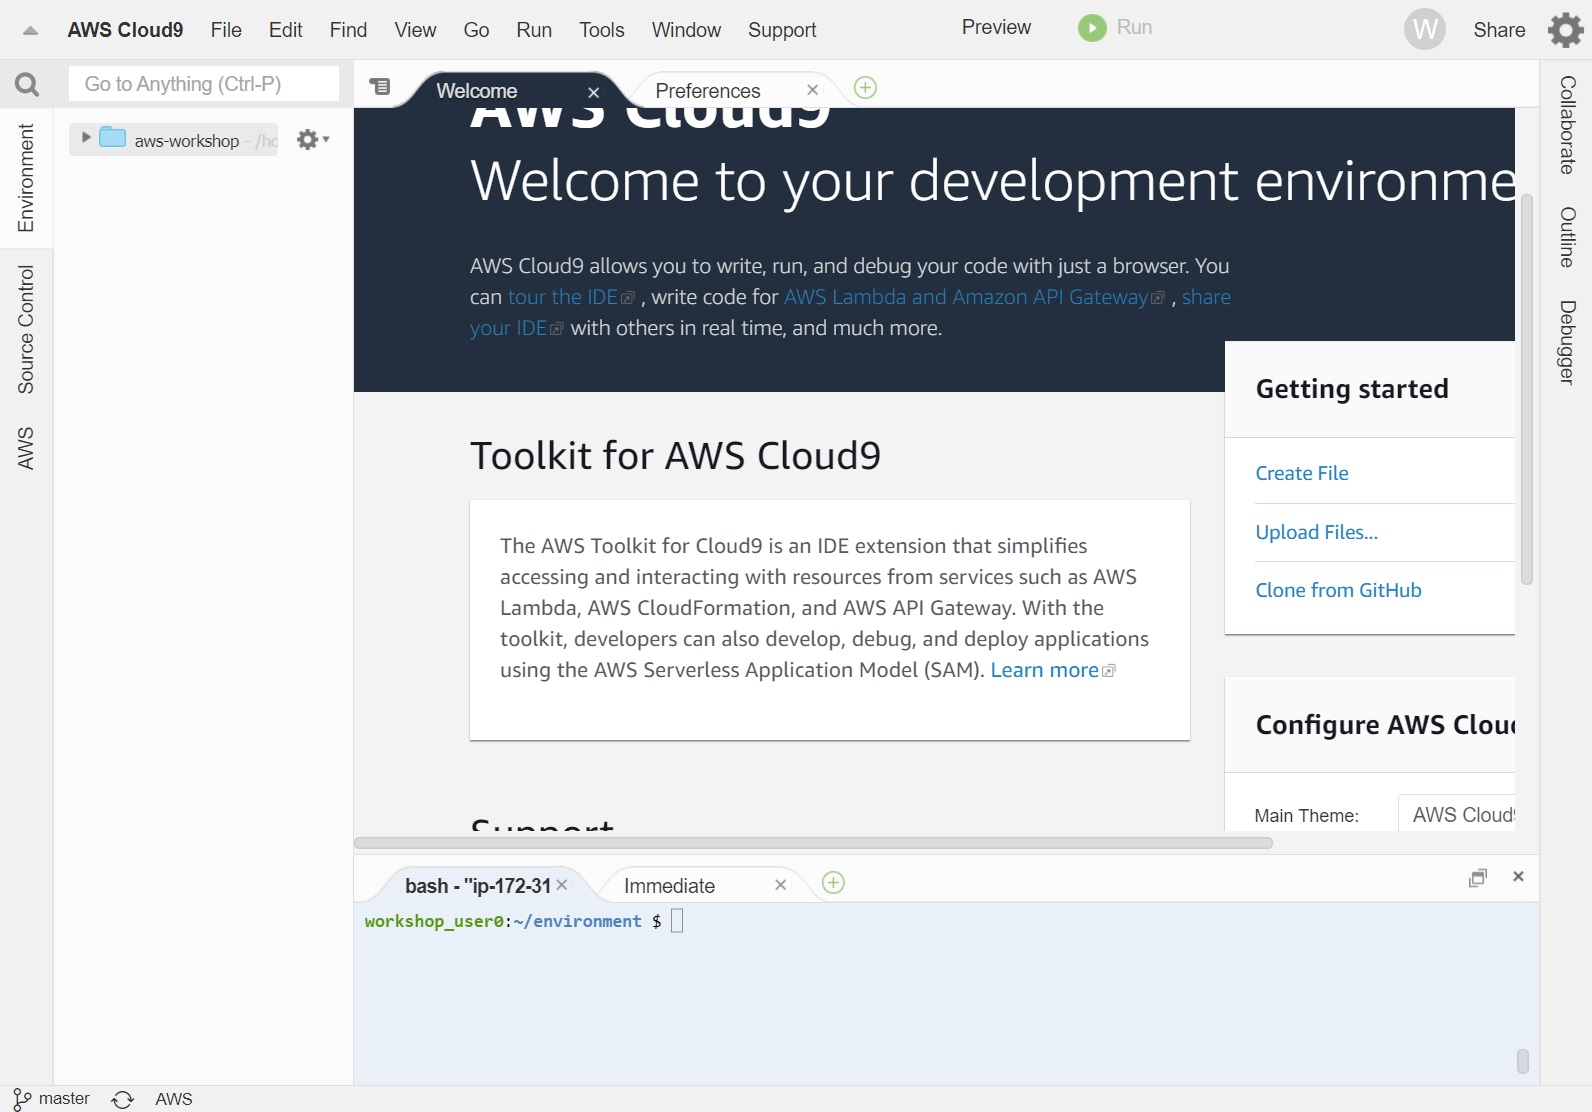 AWS Cloud9 File Edit Find View Go Run Tools Window Support Preview Run W Share
Go to Anything (Ctrl-P)
Welcome Preferences
Environment
Source Control
AWS
aws-workshop - /ho
AWS Cloud9
Welcome to your development environme
AWS Cloud9 allows you to write, run, and debug your code with just a browser. You
can tour the IDE , write code for AWS Lambda and Amazon API Gateway , share
your IDE with others in real time, and much more.
Toolkit for AWS Cloud9
The AWS Toolkit for Cloud9 is an IDE extension that simplifies
accessing and interacting with resources from services such as AWS
Lambda, AWS CloudFormation, and AWS API Gateway. With the
toolkit, developers can also develop, debug, and deploy applications
using the AWS Serverless Application Model (SAM). Learn more
Support
Getting started
Create File
Upload Files...
Clone from GitHub
Configure AWS Clou
Main Theme: AWS Cloud9
Collaborate
Outline
Debugger
bash - "ip-172-31 Immediate
workshop_user0:~/environment $
master AWS